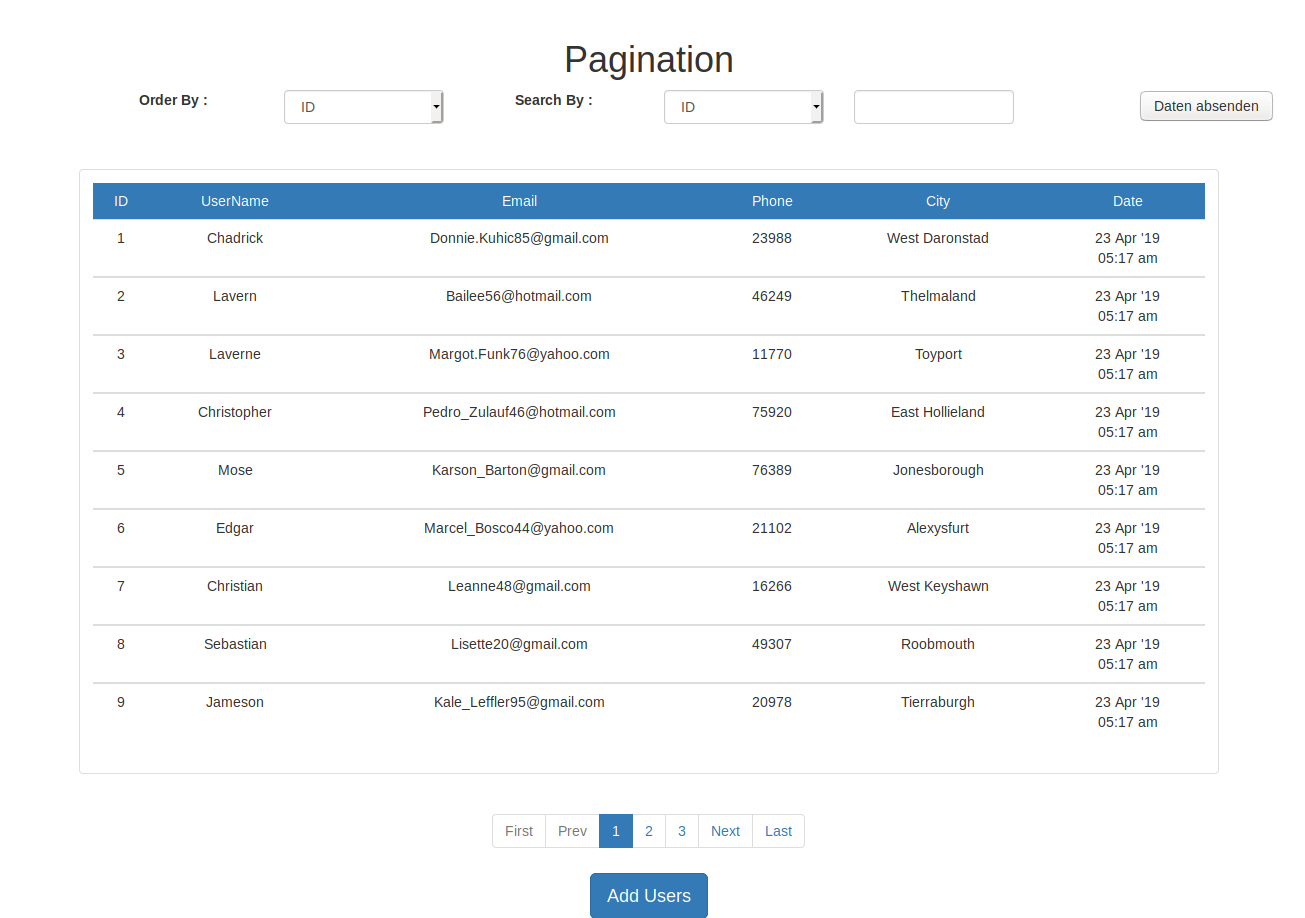 Pagination
Order By : ID Search By : ID Daten absenden
ID UserName Email Phone City Date
1 Chadrick Donnie.Kuhic85@gmail.com 23988 West Daronstad 23 Apr '19
05:17 am
2 Lavern Bailee56@hotmail.com 46249 Thelmaland 23 Apr '19
05:17 am
3 Laverne Margot.Funk76@yahoo.com 11770 Toyport 23 Apr '19
05:17 am
4 Christopher Pedro_Zulauf46@hotmail.com 75920 East Hollieland 23 Apr '19
05:17 am
5 Mose Karson_Barton@gmail.com 76389 Jonesborough 23 Apr '19
05:17 am
6 Edgar Marcel_Bosco44@yahoo.com 21102 Alexysfurt 23 Apr '19
05:17 am
7 Christian Leanne48@gmail.com 16266 West Keyshawn 23 Apr '19
05:17 am
8 Sebastian Lisette20@gmail.com 49307 Roobmouth 23 Apr '19
05:17 am
9 Jameson Kale_Leffler95@gmail.com 20978 Tierraburgh 23 Apr '19
05:17 am
First Prev 1 2 3 Next Last
Add Users